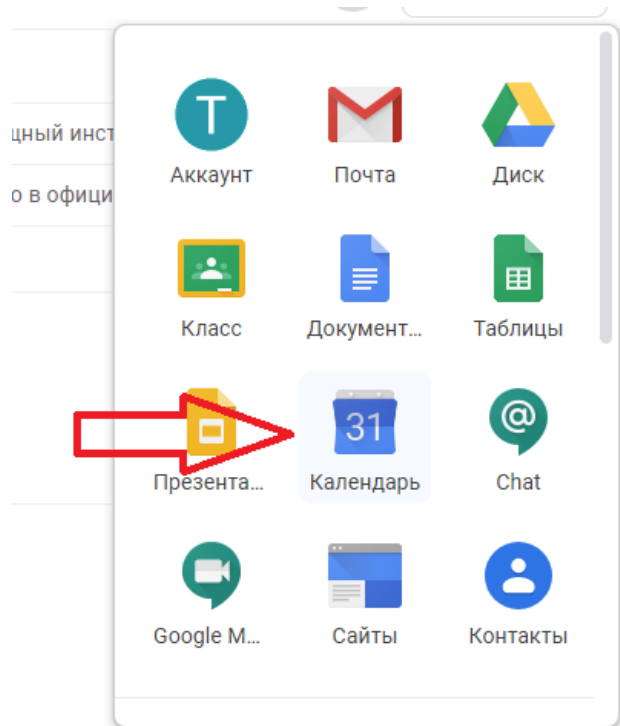 щный инст
о в офици
T
Аккаунт Почта Диск
Класс Документ... Таблицы
31
@
Презента... Календарь Chat
Google M... Сайты Контакты